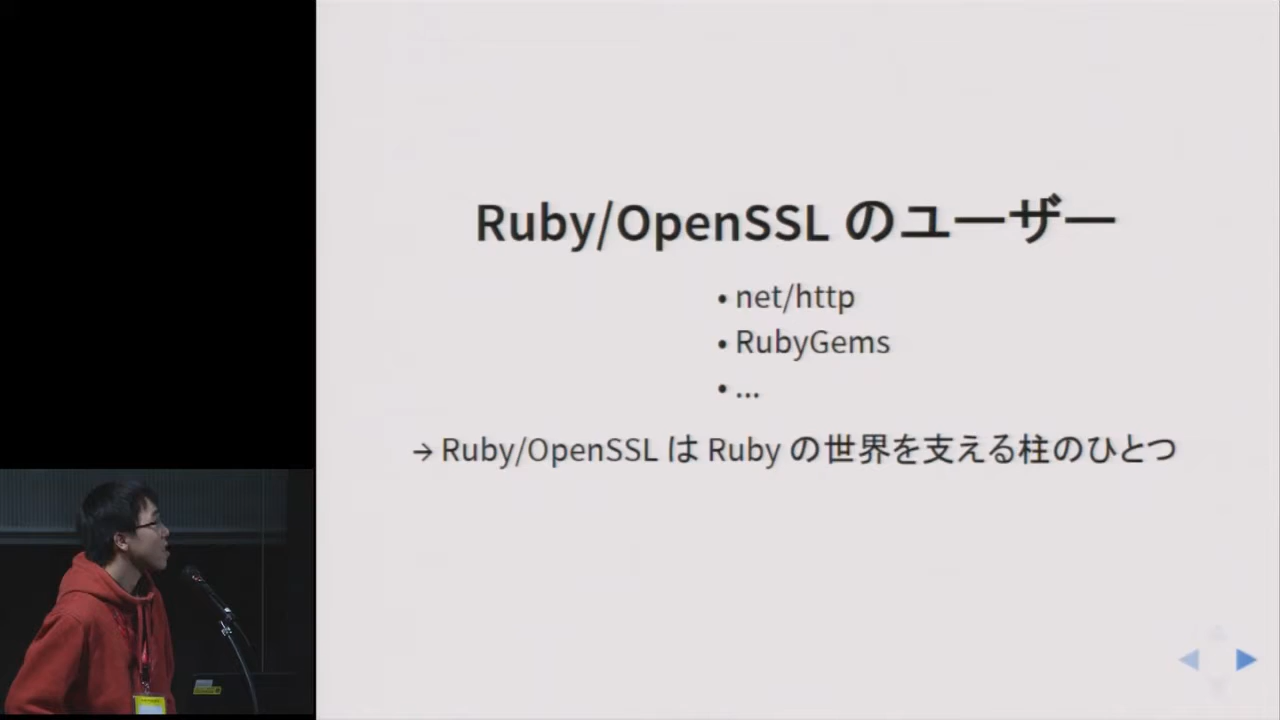 Ruby/OpenSSL のユーザー
• net/http
• RubyGems
• ...
→ Ruby/OpenSSL は Ruby の世界を支える柱のひとつ